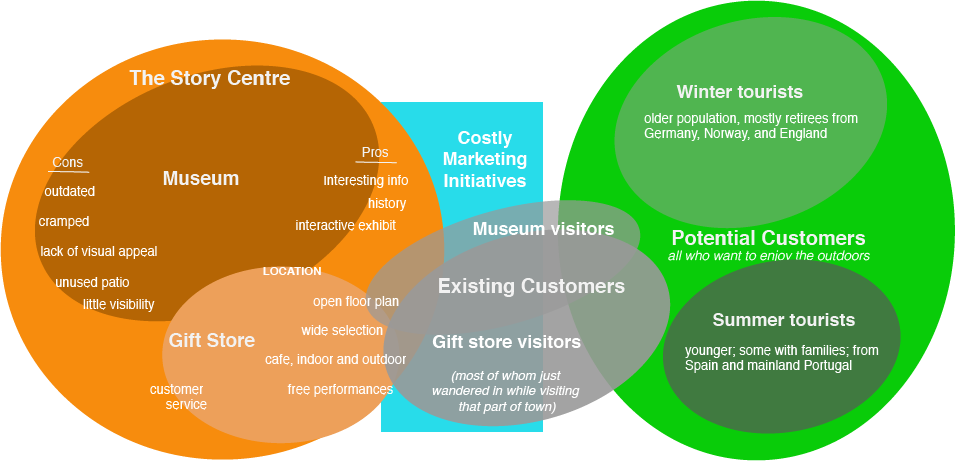 The Story Centre
Museum
Cons
outdated
cramped
lack of visual appeal
unused patio
little visibility
Pros
Interesting info
history
interactive exhibit
LOCATION
Gift Store
open floor plan
wide selection
cafe, indoor and outdoor
free performances
customer
service
Costly
Marketing
Initiatives
Museum visitors
Existing Customers
Gift store visitors
(most of whom just
wandered in while visiting
that part of town)
Winter tourists
older population, mostly retirees from
Germany, Norway, and England
Potential Customers
all who want to enjoy the outdoors
Summer tourists
younger; some with families; from
Spain and mainland Portugal